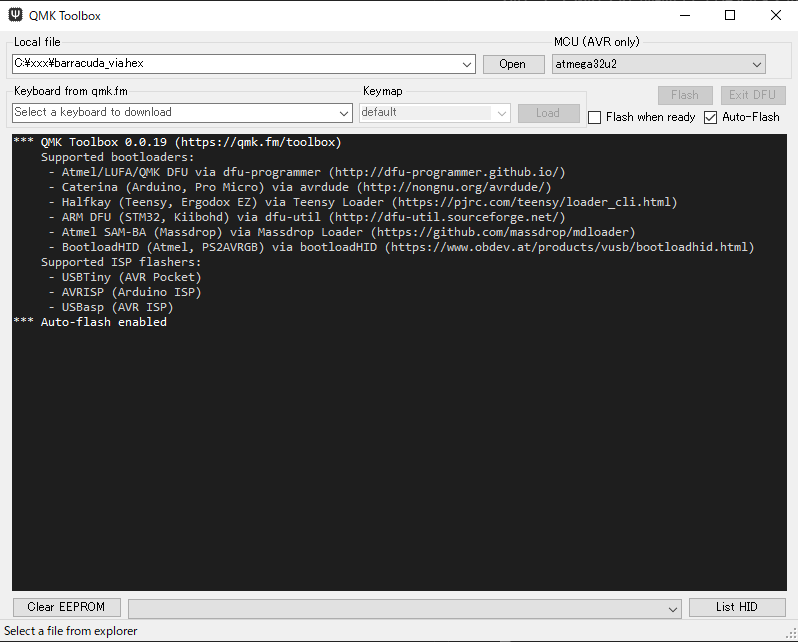 QMK Toolbox
Local file
MCU (AVR only)
C:¥xxx¥barracuda_via.hex
Open
atmega32u2
Keyboard from qmk.fm
Keymap
Flash
Exit DFU
Select a keyboard to download
default
Load
Flash when ready
Auto-Flash
*** QMK Toolbox 0.0.19 (https://qmk.fm/toolbox)
Supported bootloaders:
- Atmel/LUFA/QMK DFU via dfu-programmer (http://dfu-programmer.github.io/)
- Caterina (Arduino, Pro Micro) via avrdude (http://nongnu.org/avrdude/)
- Halfkay (Teensy, Ergodox EZ) via Teensy Loader (https://pjrc.com/teensy/loader_cli.html)
- ARM DFU (STM32, Kiibohd) via dfu-util (http://dfu-util.sourceforge.net/)
- Atmel SAM-BA (Massdrop) via Massdrop Loader (https://github.com/massdrop/mdloader)
- BootloadHID (Atmel, PS2AVRGB) via bootloadHID (https://www.obdev.at/products/vusb/bootloadhid.html)
Supported ISP flashers:
- USBTiny (AVR Pocket)
- AVRISP (Arduino ISP)
- USBasp (AVR ISP)
*** Auto-flash enabled
Clear EEPROM
List HID
Select a file from explorer